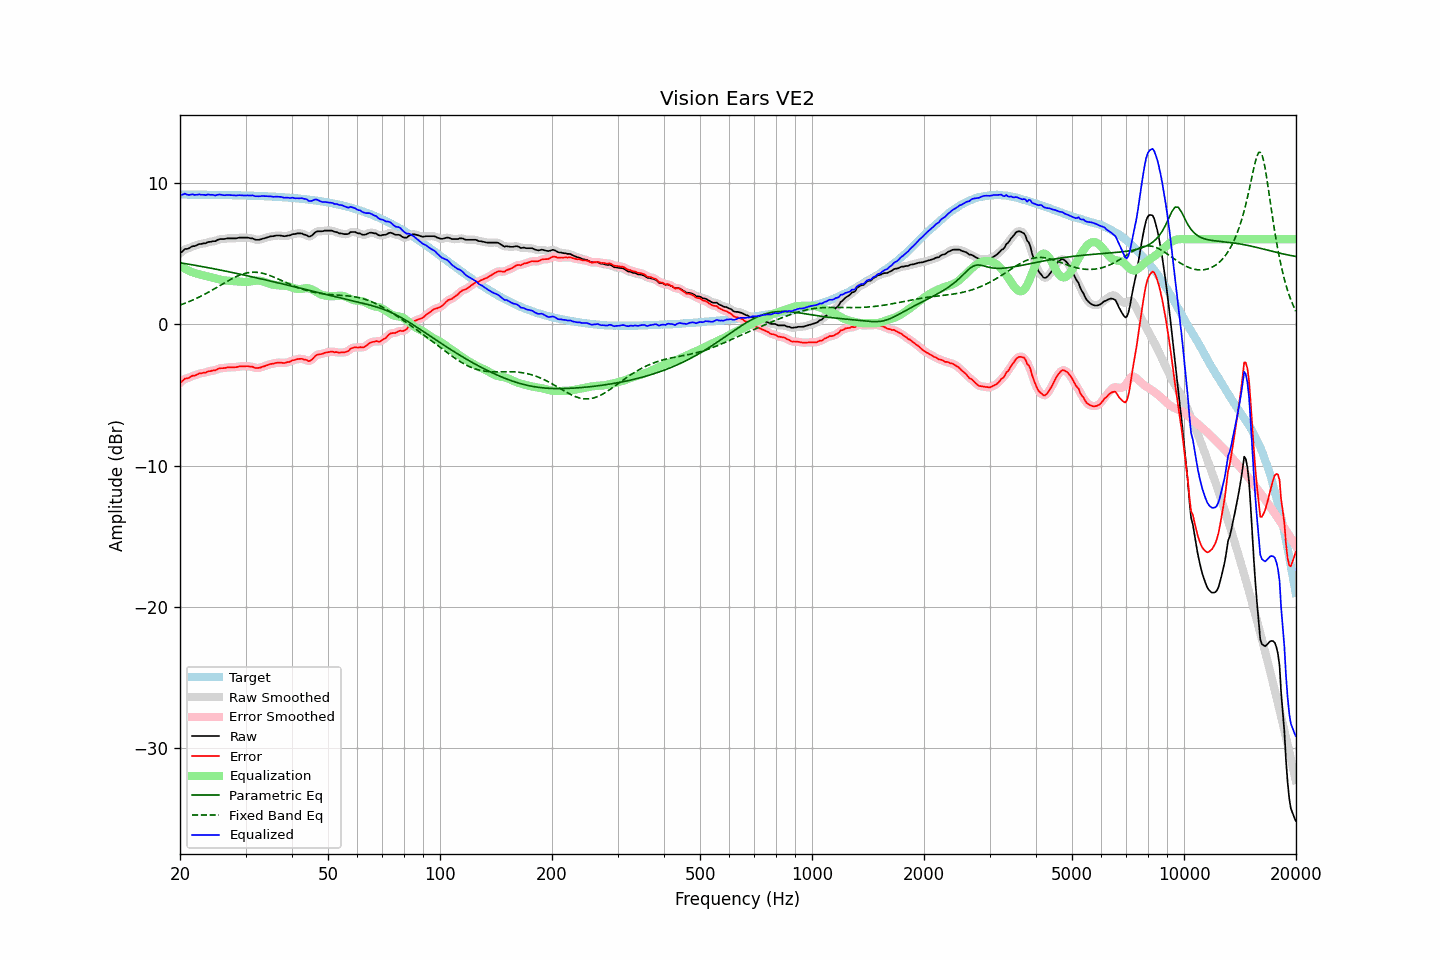 Vision Ears VE2
10
0
−10
−20
−30
Amplitude (dBr)
Target
Raw Smoothed
Error Smoothed
Raw
Error
Equalization
Parametric Eq
Fixed Band Eq
Equalized
20 50 100 200 500 1000 2000 5000 10000 20000
Frequency (Hz)